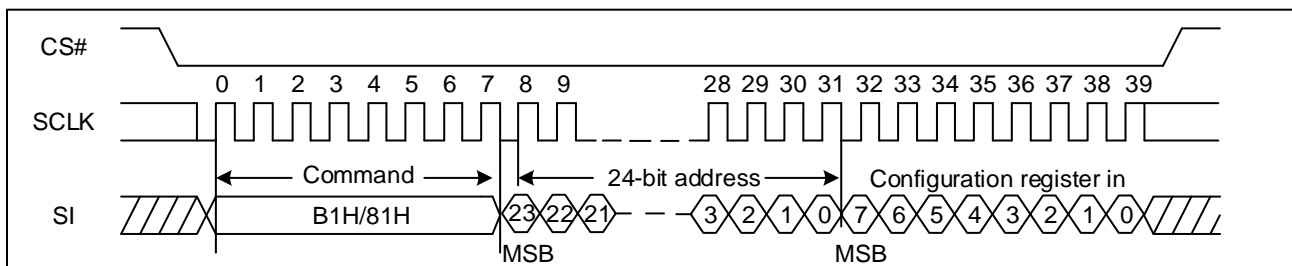 CS#
0 1 2 3 4 5 6 7 8 9 28 29 30 31 32 33 34 35 36 37 38 39
SCLK
Command 24-bit address Configuration register in
SI B1H/81H 23 22 21 3 2 1 0 7 6 5 4 3 2 1 0
MSB MSB